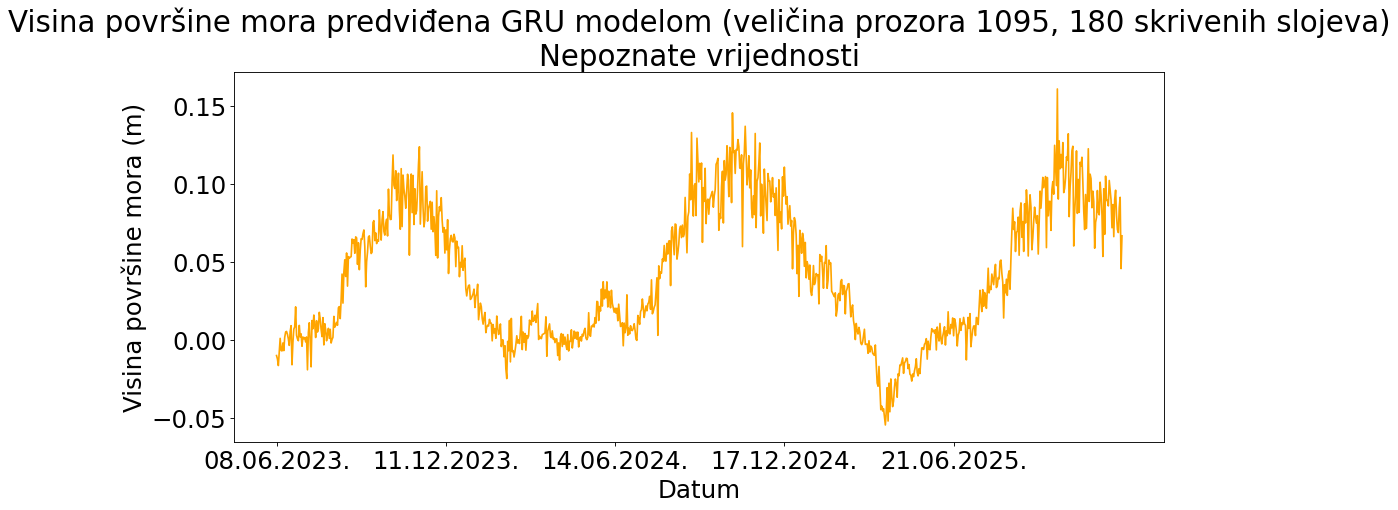 Visina površine mora predviđena GRU modelom (veličina prozora 1095, 180 skrivenih slojeva)
Nepoznate vrijednosti
Visina površine mora (m)
0.15
0.10
0.05
0.00
−0.05
08.06.2023. 11.12.2023. 14.06.2024. 17.12.2024. 21.06.2025.
Datum